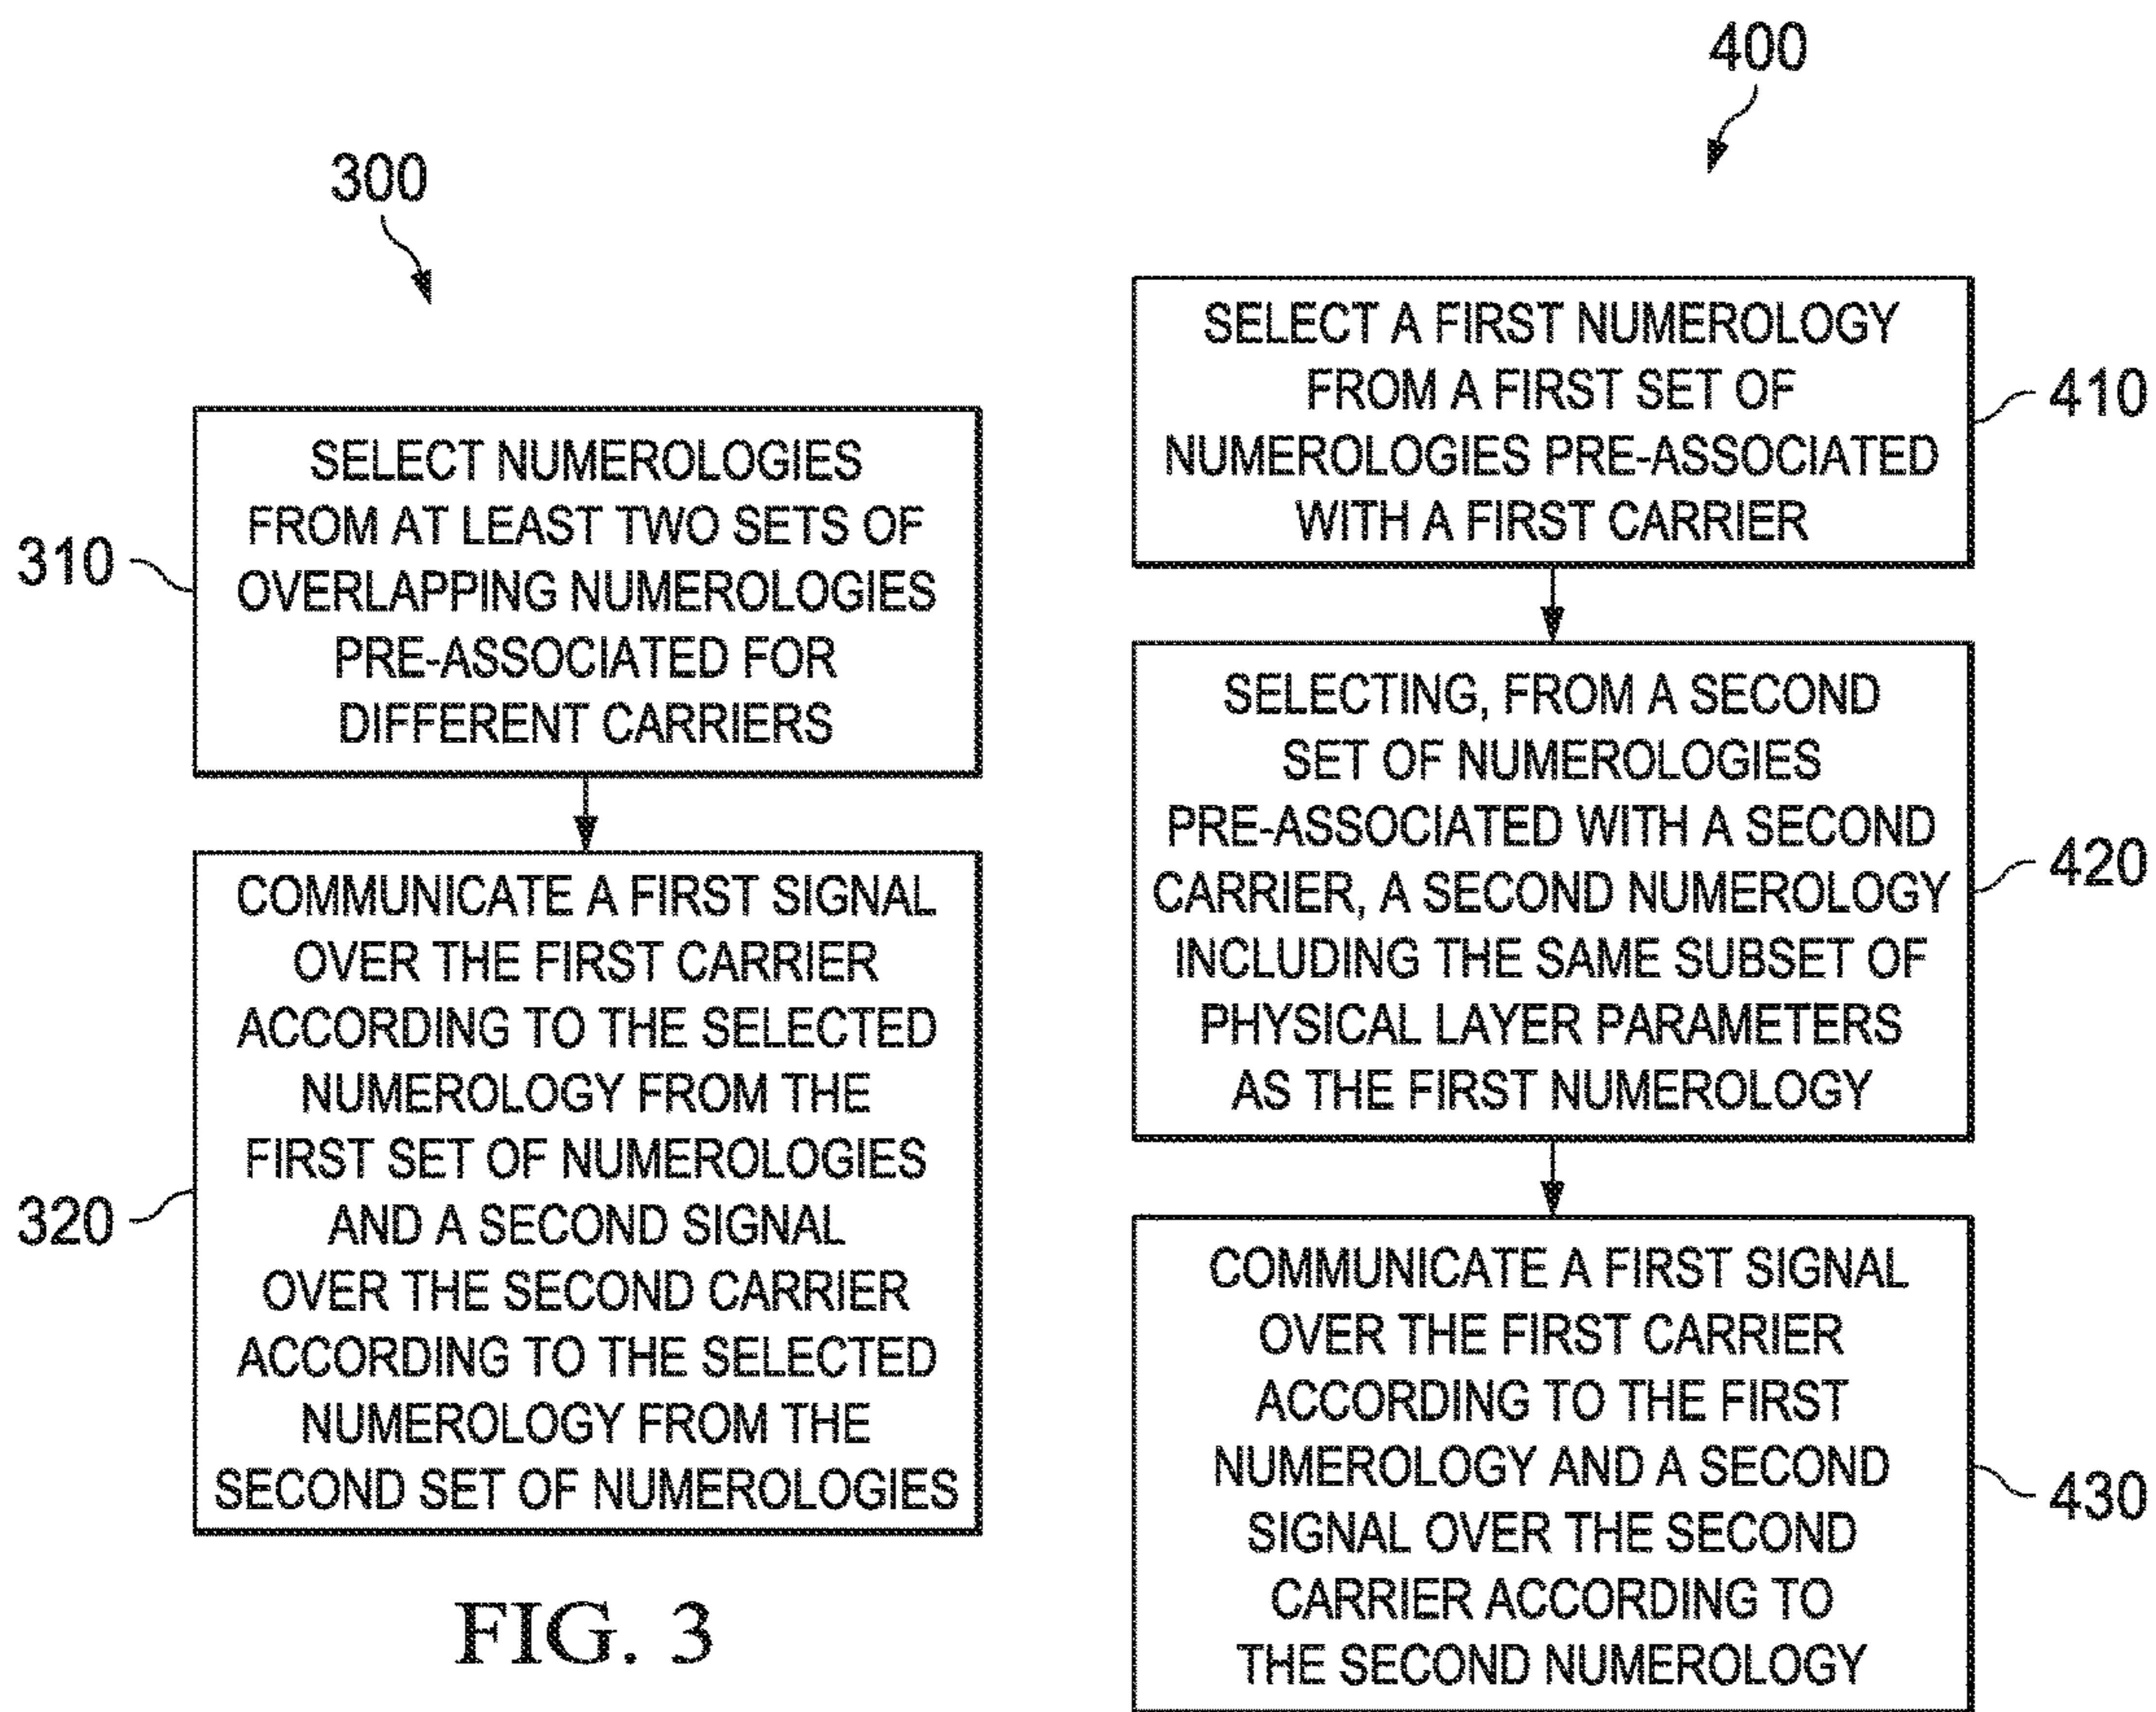 300
310
SELECT NUMEROLOGIES
FROM AT LEAST TWO SETS OF
OVERLAPPING NUMEROLOGIES
PRE-ASSOCIATED FOR
DIFFERENT CARRIERS
320
COMMUNICATE A FIRST SIGNAL
OVER THE FIRST CARRIER
ACCORDING TO THE SELECTED
NUMEROLOGY FROM THE
FIRST SET OF NUMEROLOGIES
AND A SECOND SIGNAL
OVER THE SECOND CARRIER
ACCORDING TO THE SELECTED
NUMEROLOGY FROM THE
SECOND SET OF NUMEROLOGIES
FIG. 3
400
SELECT A FIRST NUMEROLOGY
FROM A FIRST SET OF
NUMEROLOGIES PRE-ASSOCIATED
WITH A FIRST CARRIER
410
SELECTING, FROM A SECOND
SET OF NUMEROLOGIES
PRE-ASSOCIATED WITH A SECOND
CARRIER, A SECOND NUMEROLOGY
INCLUDING THE SAME SUBSET OF
PHYSICAL LAYER PARAMETERS
AS THE FIRST NUMEROLOGY
420
COMMUNICATE A FIRST SIGNAL
OVER THE FIRST CARRIER
ACCORDING TO THE FIRST
NUMEROLOGY AND A SECOND
SIGNAL OVER THE SECOND
CARRIER ACCORDING TO
THE SECOND NUMEROLOGY
430